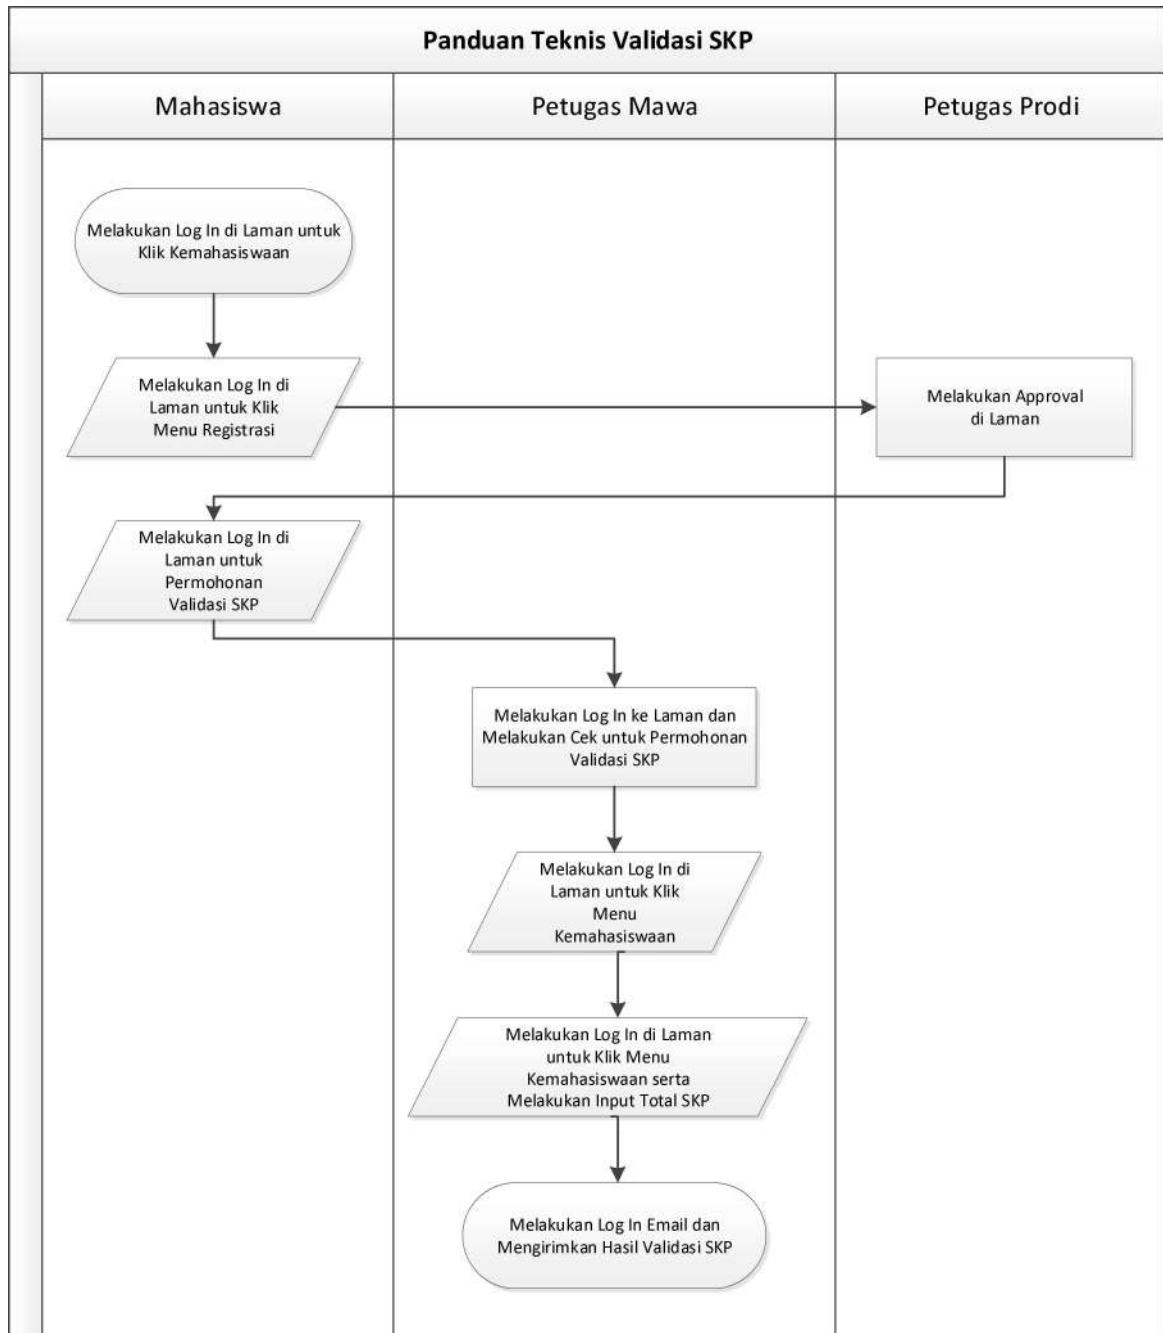 Panduan Teknis Validasi SKP
Mahasiswa
Petugas Mawa
Petugas Prodi
Melakukan Log In di Laman untuk
Klik Kemahasiswaan
Melakukan Log In di
Laman untuk Klik
Menu Registrasi
Melakukan Approval
di Laman
Melakukan Log In di
Laman untuk
Permohonan
Validasi SKP
Melakukan Log In ke Laman dan
Melakukan Cek untuk Permohonan
Validasi SKP
Melakukan Log In di
Laman untuk Klik
Menu
Kemahasiswaan
Melakukan Log In di Laman
untuk Klik Menu
Kemahasiswaan serta
Melakukan Input Total SKP
Melakukan Log In Email dan
Mengirimkan Hasil Validasi SKP